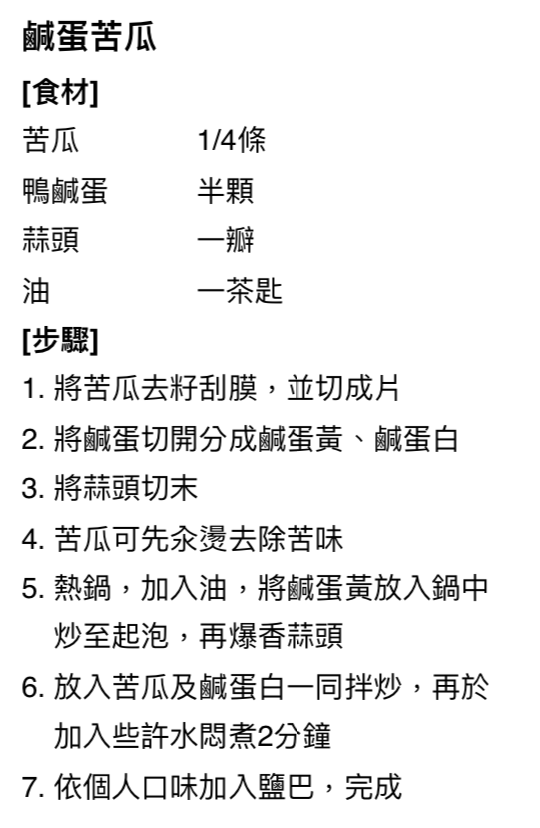 鹹蛋苦瓜
[食材]
苦瓜 1/4條
鴨鹹蛋 半顆
蒜頭 一瓣
油 一茶匙
[步驟]
1. 將苦瓜去籽刮膜，並切成片
2. 將鹹蛋切開分成鹹蛋黃、鹹蛋白
3. 將蒜頭切末
4. 苦瓜可先汆燙去除苦味
5. 熱鍋，加入油，將鹹蛋黃放入鍋中
炒至起泡，再爆香蒜頭
6. 放入苦瓜及鹹蛋白一同拌炒，再於
加入些許水悶煮2分鐘
7. 依個人口味加入鹽巴，完成